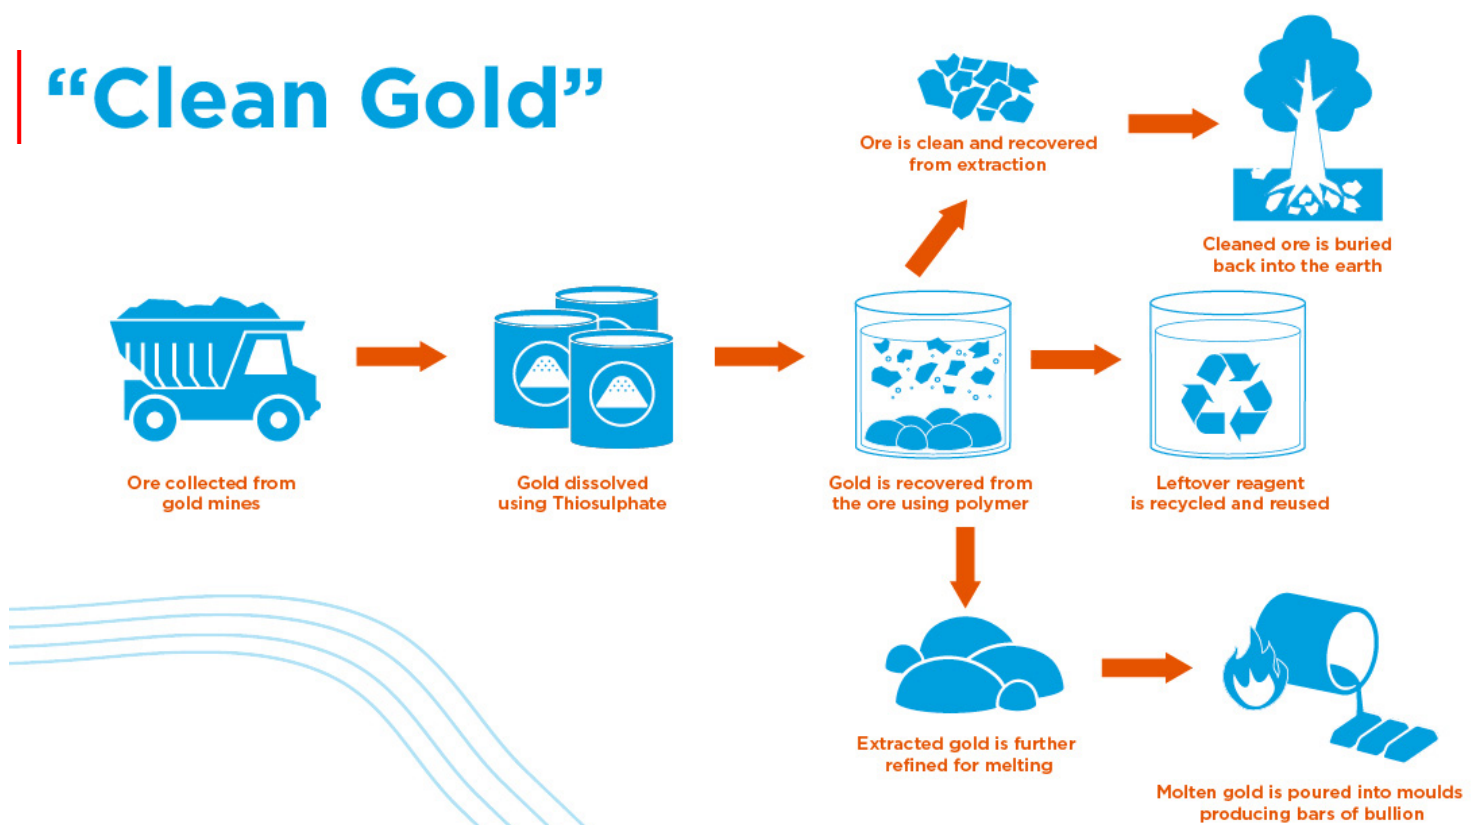 “Clean Gold”
Ore is clean and recovered
from extraction
Cleaned ore is buried
back into the earth
Ore collected from
gold mines
Gold dissolved
using Thiosulphate
Gold is recovered from
the ore using polymer
Leftover reagent
is recycled and reused
Extracted gold is further
refined for melting
Molten gold is poured into moulds
producing bars of bullion